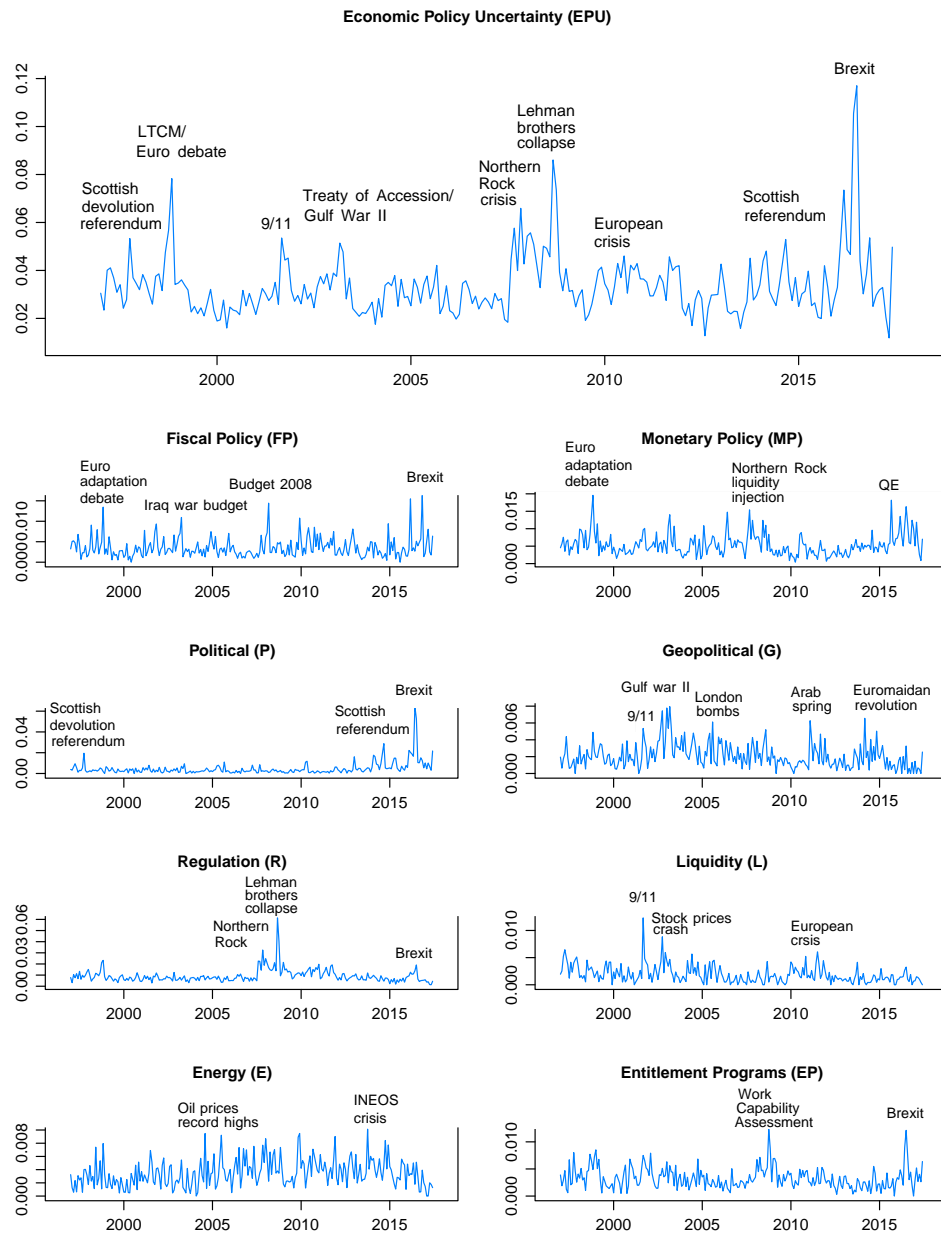 Economic Policy Uncertainty (EPU)
0.12
0.10
0.08
0.06
0.04
0.02
Scottish
devolution
referendum
LTCM/
Euro debate
9/11
Treaty of Accession/
Gulf War II
Northern
Rock
crisis
Lehman
brothers
collapse
European
crisis
Scottish
referendum
Brexit
2000
2005
2010
2015
Fiscal Policy (FP)
0.010
0.000
0.000
Euro
adaptation
debate
Iraq war budget
Budget 2008
Brexit
2000
2005
2010
2015
Monetary Policy (MP)
0.015
0.000
Euro
adaptation
debate
Northern Rock
liquidity
injection
QE
2000
2005
2010
2015
Political (P)
0.04
0.00
Scottish
devolution
referendum
Scottish
referendum
Brexit
2000
2005
2010
2015
Geopolitical (G)
0.006
0.000
Gulf war II
9/11
London
bombs
Arab
spring
Euromaidan
revolution
2000
2005
2010
2015
Regulation (R)
0.06
0.03
0.00
Northern
Rock
Lehman
brothers
collapse
Brexit
2000
2005
2010
2015
Liquidity (L)
0.010
0.000
9/11
Stock prices
crash
European
crsis
2000
2005
2010
2015
Energy (E)
0.008
0.000
Oil prices
record highs
INEOS
crisis
2000
2005
2010
2015
Entitlement Programs (EP)
0.010
0.000
Work
Capability
Assessment
Brexit
2000
2005
2010
2015